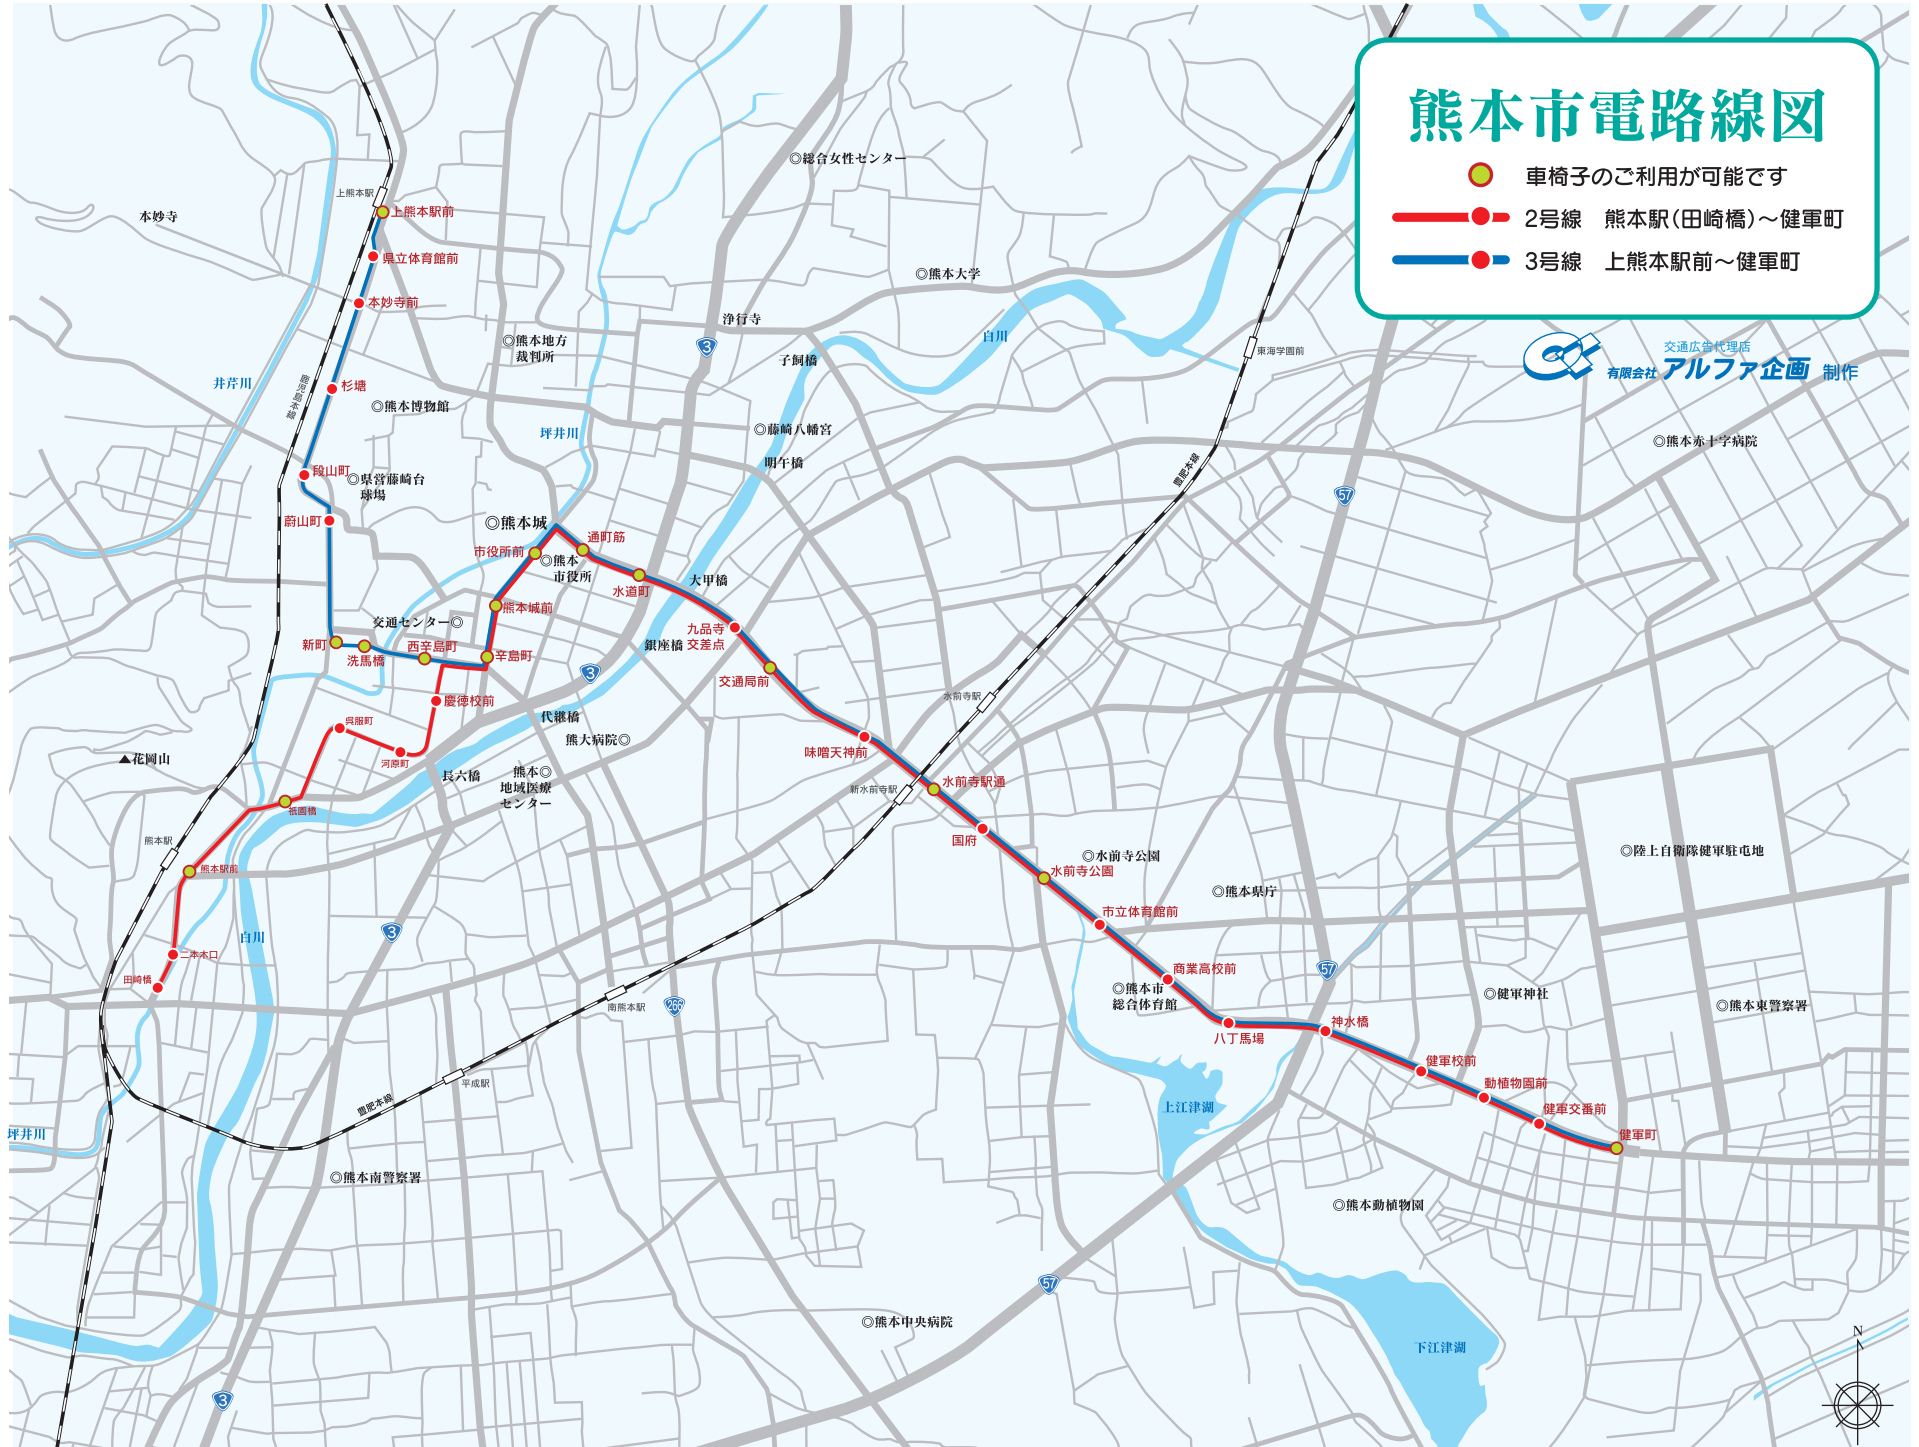 熊本市電路線図
車椅子のご利用が可能です
2号線 熊本駅(田崎橋)～健軍町
3号線 上熊本駅前～健軍町
交通広告代理店
有限会社 アルファ企画 制作
総合女性センター
本妙寺
上熊本駅
上熊本駅前
県立体育館前
本妙寺前
熊本大学
浄行寺
3
白川
熊本地方
裁判所
子飼橋
東海学園前
井芹川
鹿児島本線
杉塘
熊本博物館
坪井川
藤崎八幡宮
明午橋
熊本赤十字病院
豊肥本線
57
段山町
県営藤崎台
球場
蔚山町
熊本城
市役所前
通町筋
熊本
市役所
水道町
大甲橋
熊本城前
交通センター
九品寺
交差点
新町
洗馬橋
西辛島町
辛島町
銀座橋
3
交通局前
慶徳校前
水前寺駅
代継橋
呉服町
熊大病院
味噌天神前
河原町
花岡山
長六橋
熊本
地域医療
センター
水前寺駅通
新水前寺駅
祇園橋
国府
熊本駅
熊本駅前
水前寺公園
水前寺公園
陸上自衛隊健軍駐屯地
熊本県庁
市立体育館前
3
白川
二本木口
田崎橋
商業高校前
57
熊本市
総合体育館
健軍神社
熊本東警察署
266
南熊本駅
八丁馬場
神水橋
平成駅
健軍校前
動植物園前
豊肥本線
上江津湖
健軍交番前
坪井川
健軍町
熊本南警察署
熊本動植物園
57
熊本中央病院
下江津湖
N
3